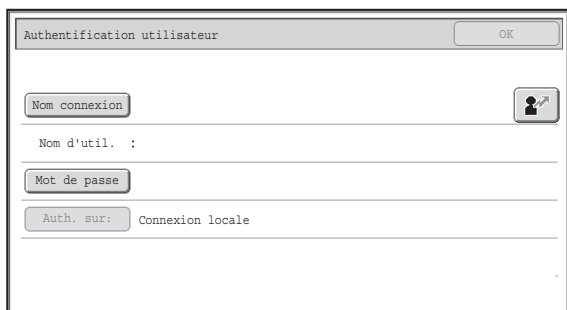 Authentification utilisateur OK
Nom connexion
Nom d'util. :
Mot de passe
Auth. sur: Connexion locale